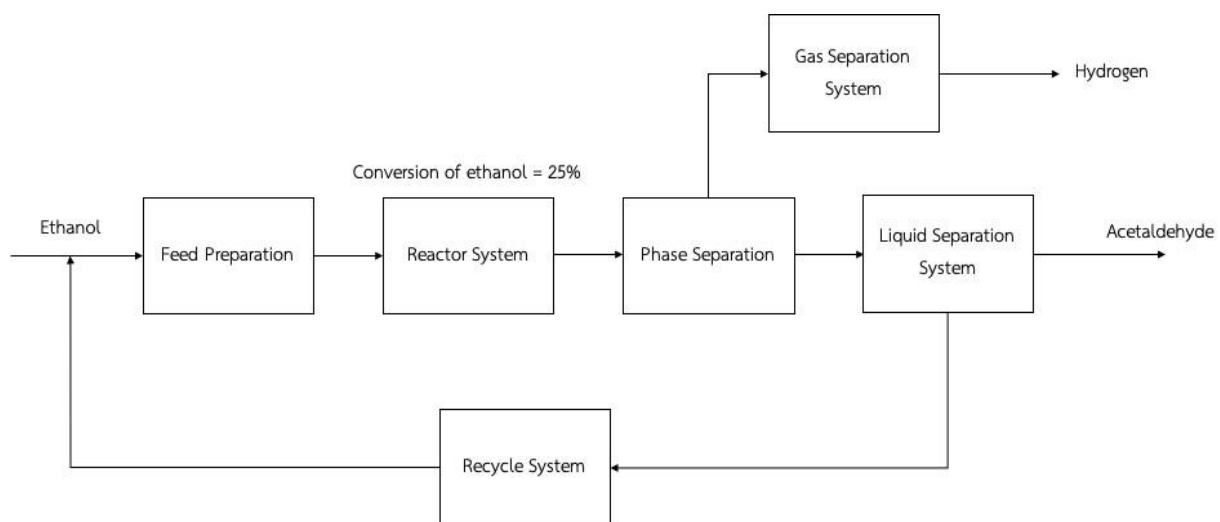 Gas Separation
System
Hydrogen
Conversion of ethanol = 25%
Ethanol
Feed Preparation
Reactor System
Phase Separation
Liquid Separation
System
Acetaldehyde
Recycle System